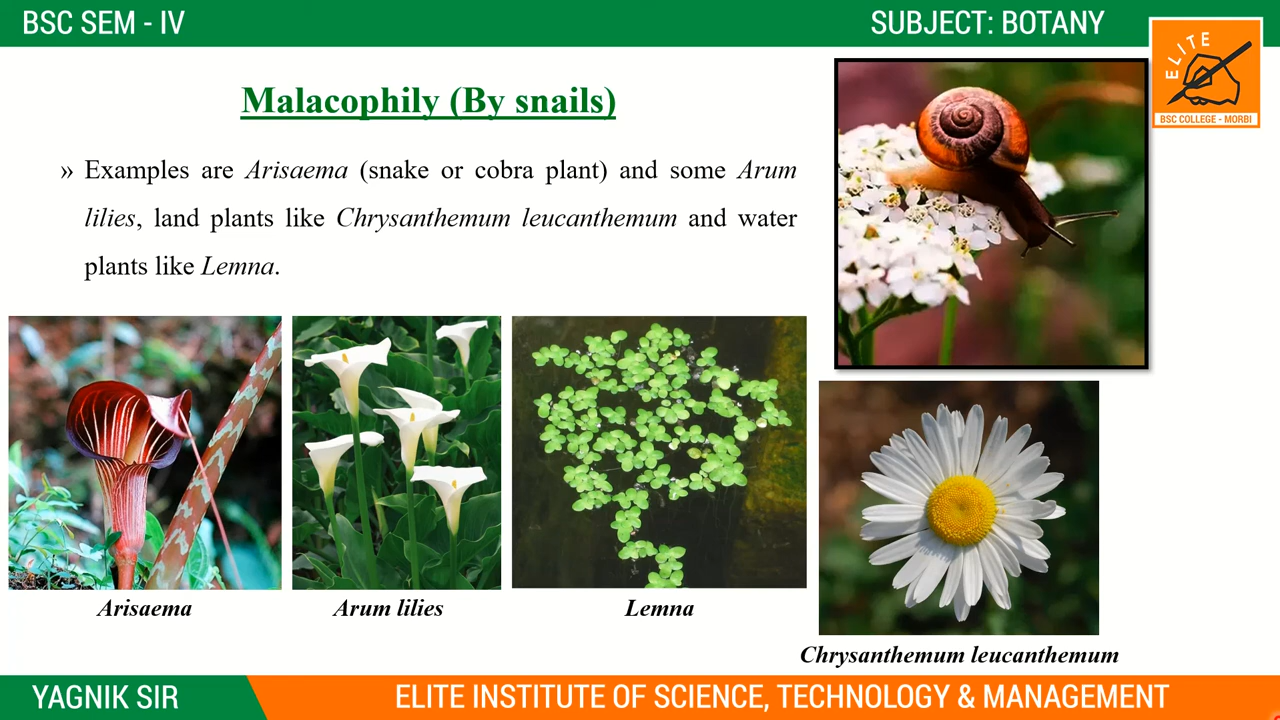 BSC SEM - IV
SUBJECT: BOTANY
ELITE
BSC COLLEGE - MORBI
Malacophily (By snails)
» Examples are Arisaema (snake or cobra plant) and some Arum
lilies, land plants like Chrysanthemum leucanthemum and water
plants like Lemna.
Arisaema
Arum lilies
Lemna
Chrysanthemum leucanthemum
YAGNIK SIR
ELITE INSTITUTE OF SCIENCE, TECHNOLOGY & MANAGEMENT